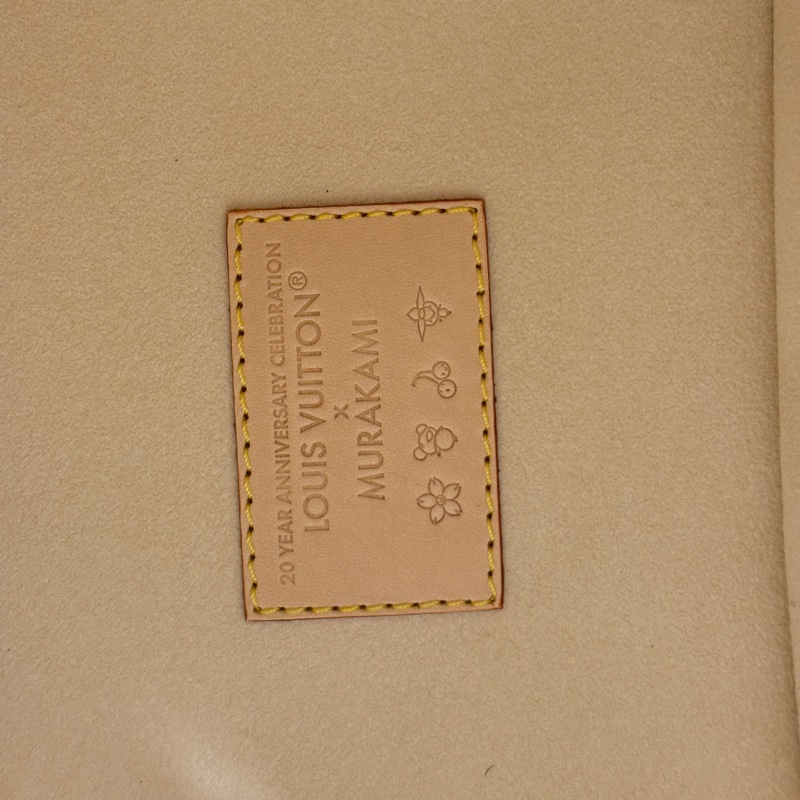 20 YEAR ANNIVERSARY CELEBRATION
LOUIS VUITTON®
X
MURAKAMI